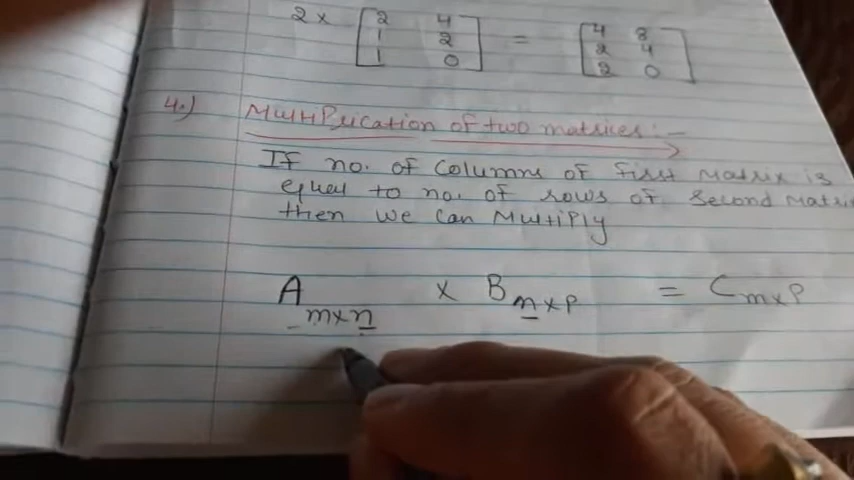 2 x [2 4 1 2 1 0] = [4 8 2 4 2 0]
4.) Multiplication of two matrices:-
If no. of columns of first Matrix is
equal to no. of rows of second Matrix
then we can Multiply
A m×n x B n×p = C m×p